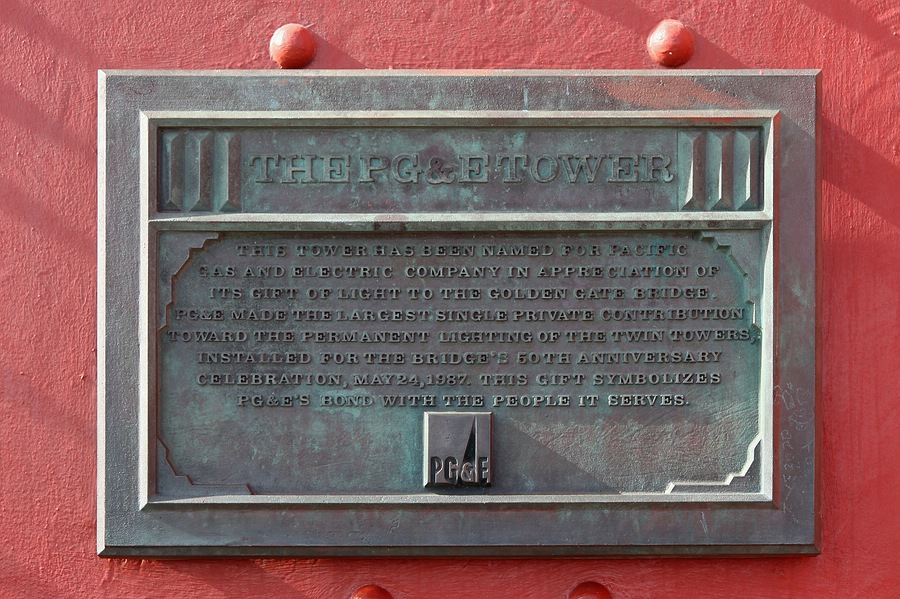 THE PG&E TOWER
THIS TOWER HAS BEEN NAMED FOR PACIFIC
GAS AND ELECTRIC COMPANY IN APPRECIATION OF
ITS GIFT OF LIGHT TO THE GOLDEN GATE BRIDGE.
PG&E MADE THE LARGEST SINGLE PRIVATE CONTRIBUTION
TOWARD THE PERMANENT LIGHTING OF THE TWIN TOWERS,
INSTALLED FOR THE BRIDGE'S 50TH ANNIVERSARY
CELEBRATION, MAY 24, 1987. THIS GIFT SYMBOLIZES
PG&E'S BOND WITH THE PEOPLE IT SERVES.
PG&E